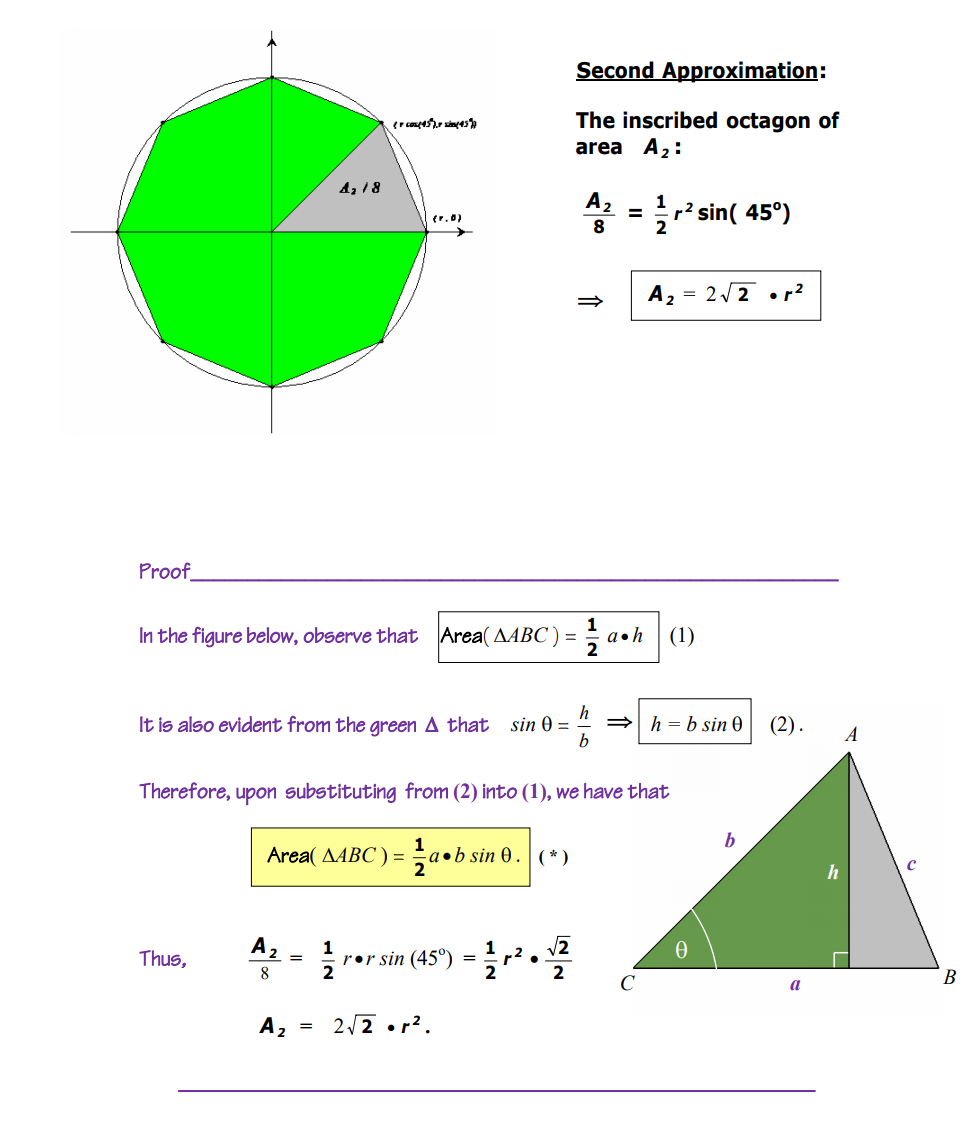 Second Approximation:
( r cos(45°), r sin(45°))
The inscribed octagon of
area A₂ :
A₂ / 8
A₂/8 = 1/2 r² sin( 45°)
( r , 0)
⇒ A₂ = 2√2 • r²
Proof
In the figure below, observe that Area( ΔABC ) = 1/2 a • h (1)
It is also evident from the green Δ that sin θ = h/b ⇒ h = b sin θ (2) .
A
Therefore, upon substituting from (2) into (1), we have that
b
Area( ΔABC ) = 1/2 a • b sin θ . ( * )
h
c
θ
Thus, A₂/8 = 1/2 r • r sin (45°) = 1/2 r² • √2/2
C
a
B
A₂ = 2√2 • r² .